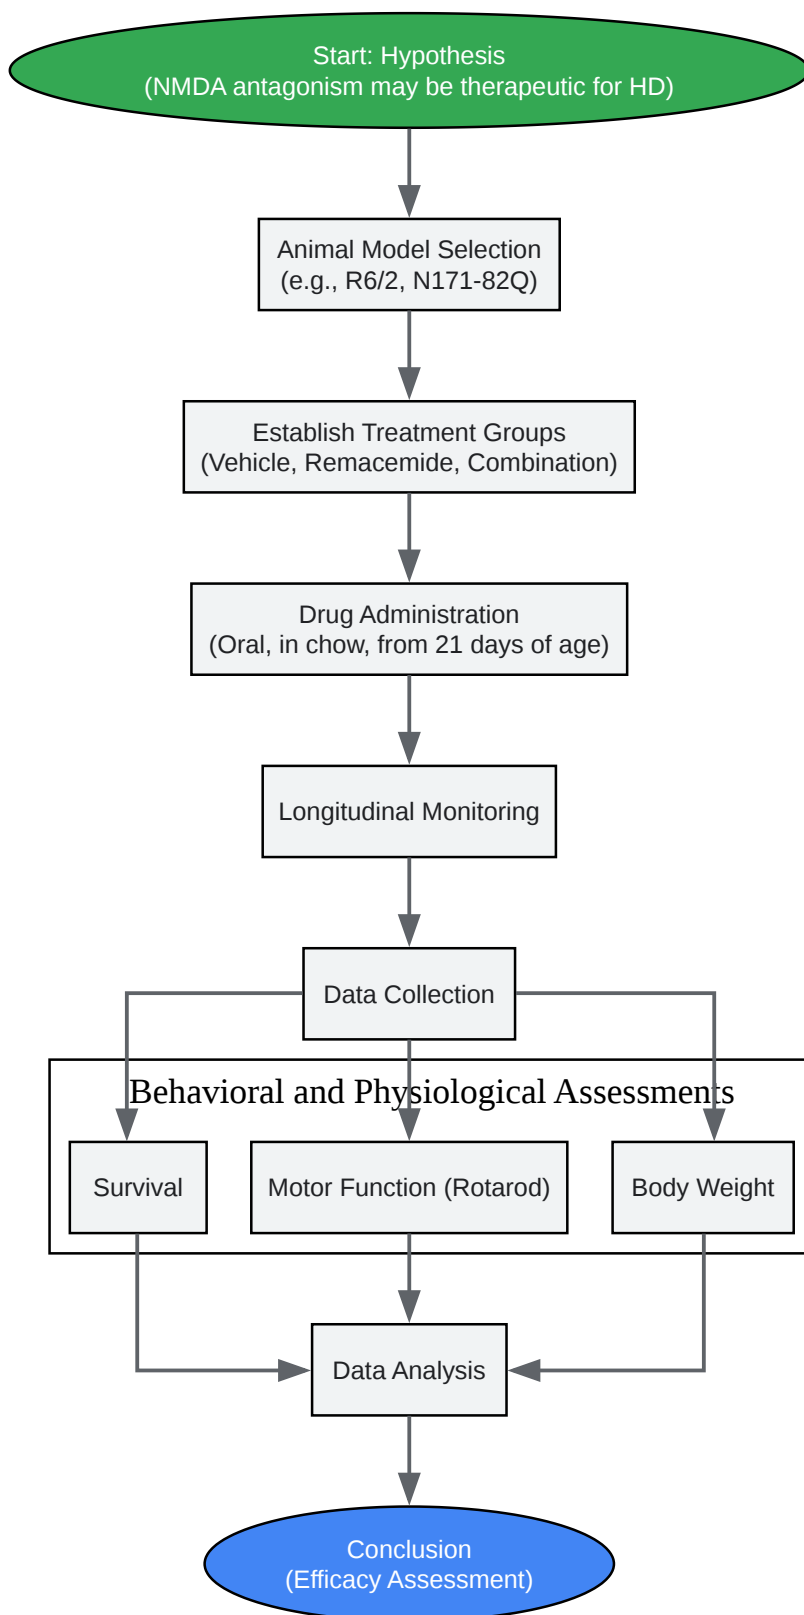 Start: Hypothesis
(NMDA antagonism may be therapeutic for HD)
Animal Model Selection
(e.g., R6/2, N171-82Q)
Establish Treatment Groups
(Vehicle, Remacemide, Combination)
Drug Administration
(Oral, in chow, from 21 days of age)
Longitudinal Monitoring
Data Collection
Behavioral and Physiological Assessments
Survival
Motor Function (Rotarod)
Body Weight
Data Analysis
Conclusion
(Efficacy Assessment)